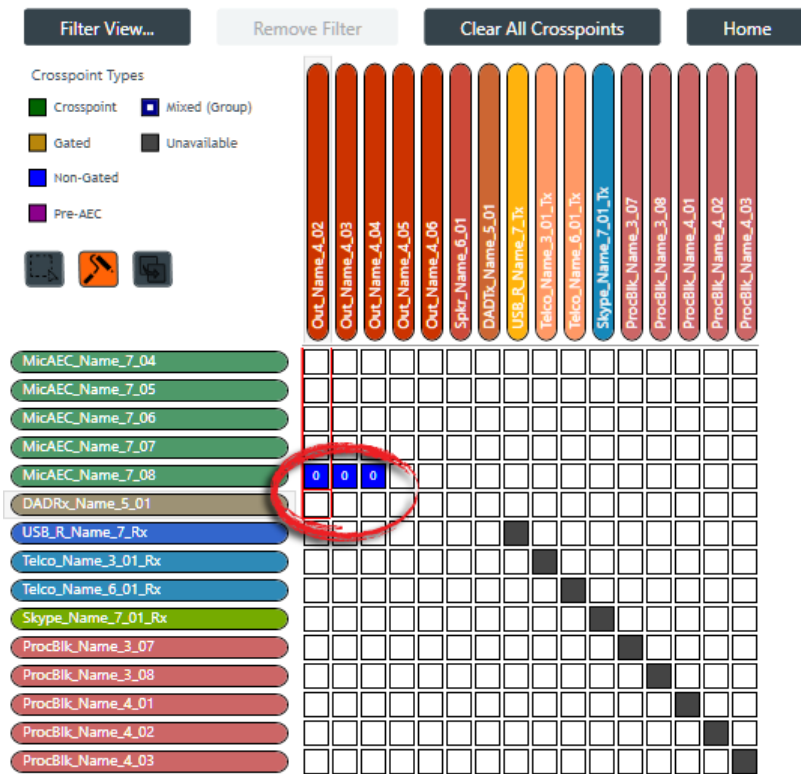 Filter View...
Remove Filter
Clear All Crosspoints
Home
Crosspoint Types
Crosspoint
Mixed (Group)
Gated
Unavailable
Non-Gated
Pre-AEC
Out_Name_4_02
Out_Name_4_03
Out_Name_4_04
Out_Name_4_05
Out_Name_4_06
Spkr_Name_6_01
DADTx_Name_5_01
USB_R_Name_7_Tx
Telco_Name_3_01_Tx
Telco_Name_6_01_Tx
Skype_Name_7_01_Tx
ProcBlk_Name_3_07
ProcBlk_Name_3_08
ProcBlk_Name_4_01
ProcBlk_Name_4_02
ProcBlk_Name_4_03
MicAEC_Name_7_04
MicAEC_Name_7_05
MicAEC_Name_7_06
MicAEC_Name_7_07
MicAEC_Name_7_08
0 0 0
DADRx_Name_5_01
USB_R_Name_7_Rx
Telco_Name_3_01_Rx
Telco_Name_6_01_Rx
Skype_Name_7_01_Rx
ProcBlk_Name_3_07
ProcBlk_Name_3_08
ProcBlk_Name_4_01
ProcBlk_Name_4_02
ProcBlk_Name_4_03